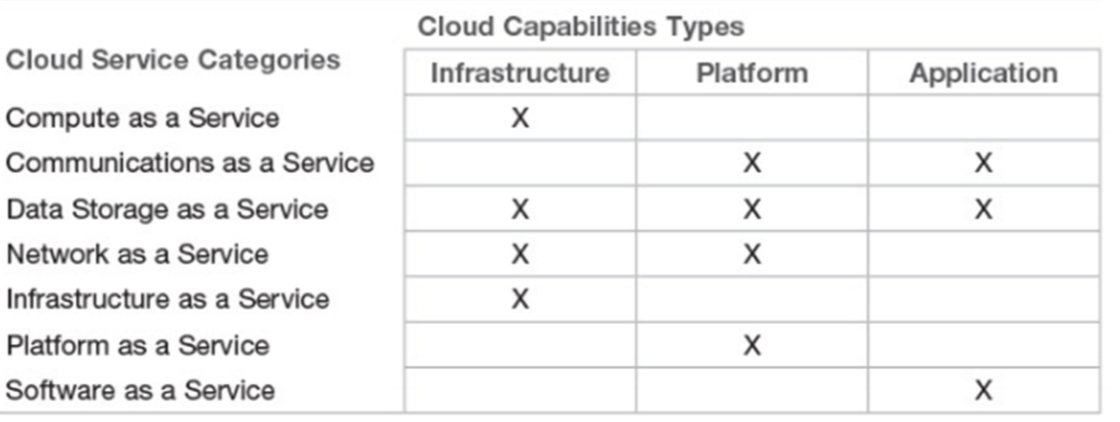 Cloud Capabilities Types
Cloud Service Categories
Infrastructure Platform Application
Compute as a Service X
Communications as a Service X X
Data Storage as a Service X X X
Network as a Service X X
Infrastructure as a Service X
Platform as a Service X
Software as a Service X